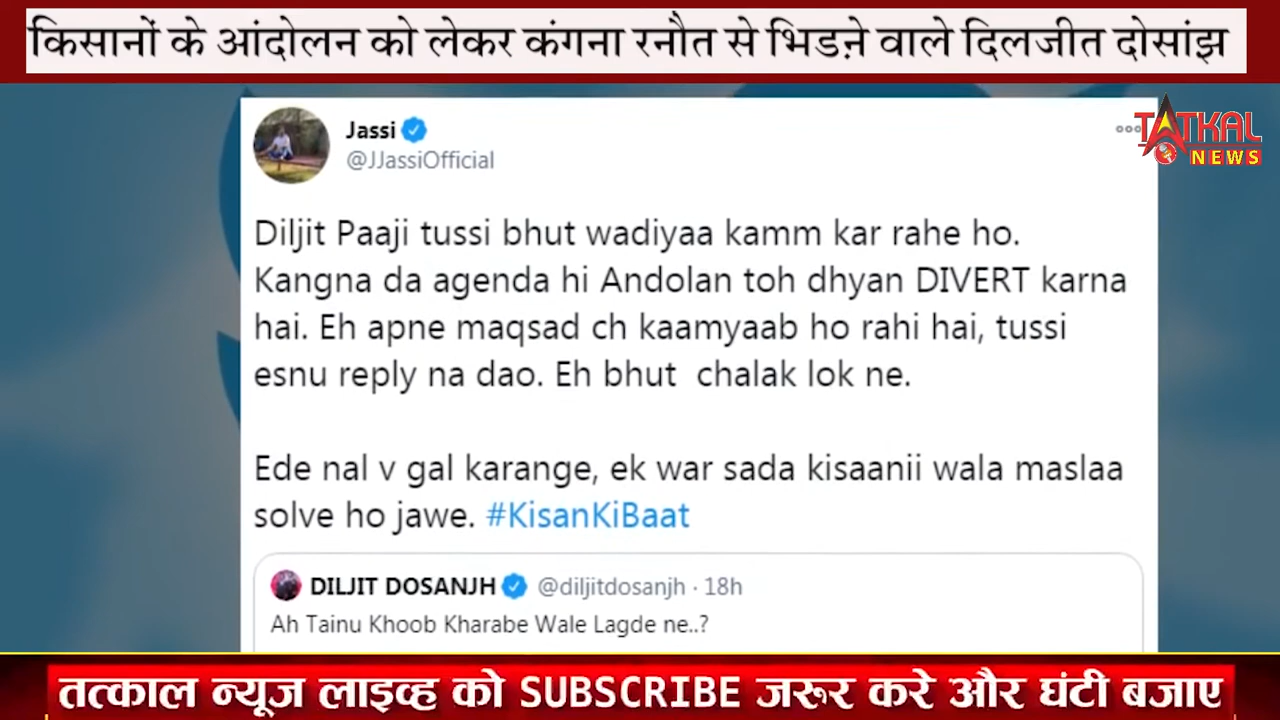 किसानों के आंदोलन को लेकर कंगना रनौत से भिडऩे वाले दिलजीत दोसांझ
TATKAL
NEWS
Jassi
@JJassiOfficial
Diljit Paaji tussi bhut wadiyaa kamm kar rahe ho.
Kangna da agenda hi Andolan toh dhyan DIVERT karna
hai. Eh apne maqsad ch kaamyaab ho rahi hai, tussi
esnu reply na dao. Eh bhut chalak lok ne.
Ede nal v gal karange, ek war sada kisaanii wala maslaa
solve ho jawe. #KisanKiBaat
DILJIT DOSANJH @diljitdosanjh · 18h
Ah Tainu Khoob Kharabe Wale Lagde ne..?
तत्काल न्यूज लाइव्ह को SUBSCRIBE जरूर करे और घंटी बजाए